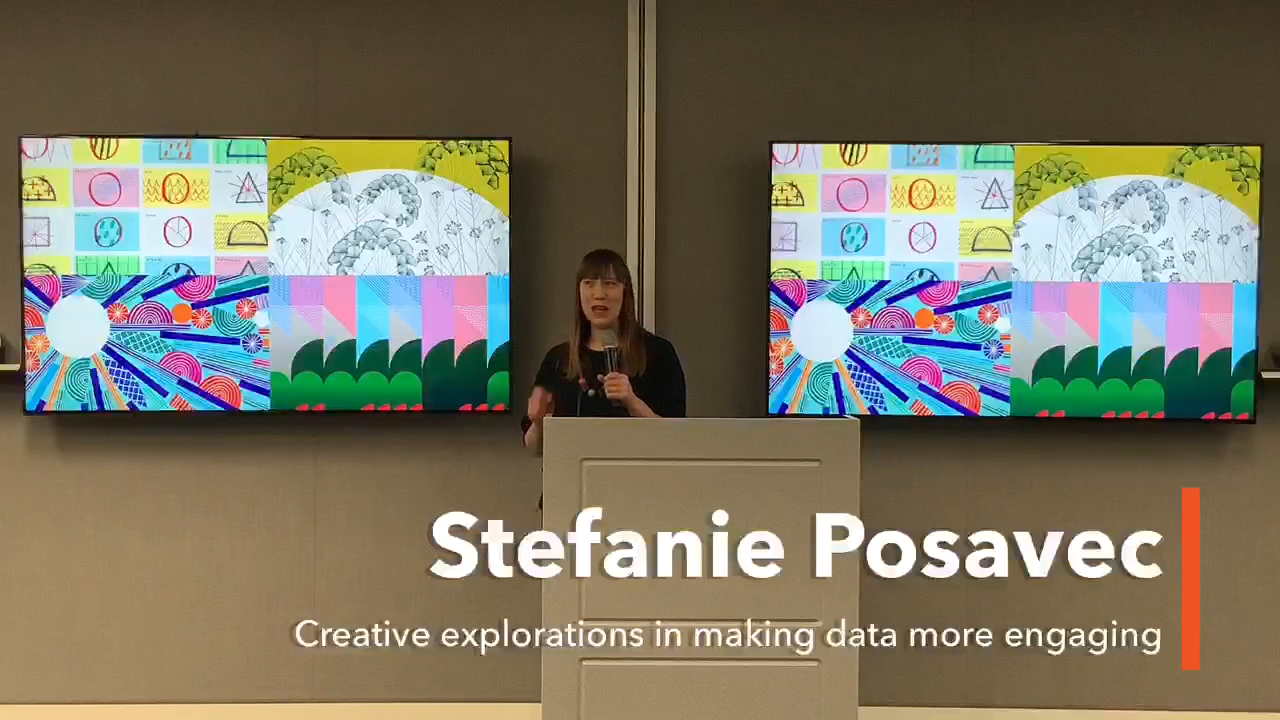 Stefanie Posavec
Creative explorations in making data more engaging